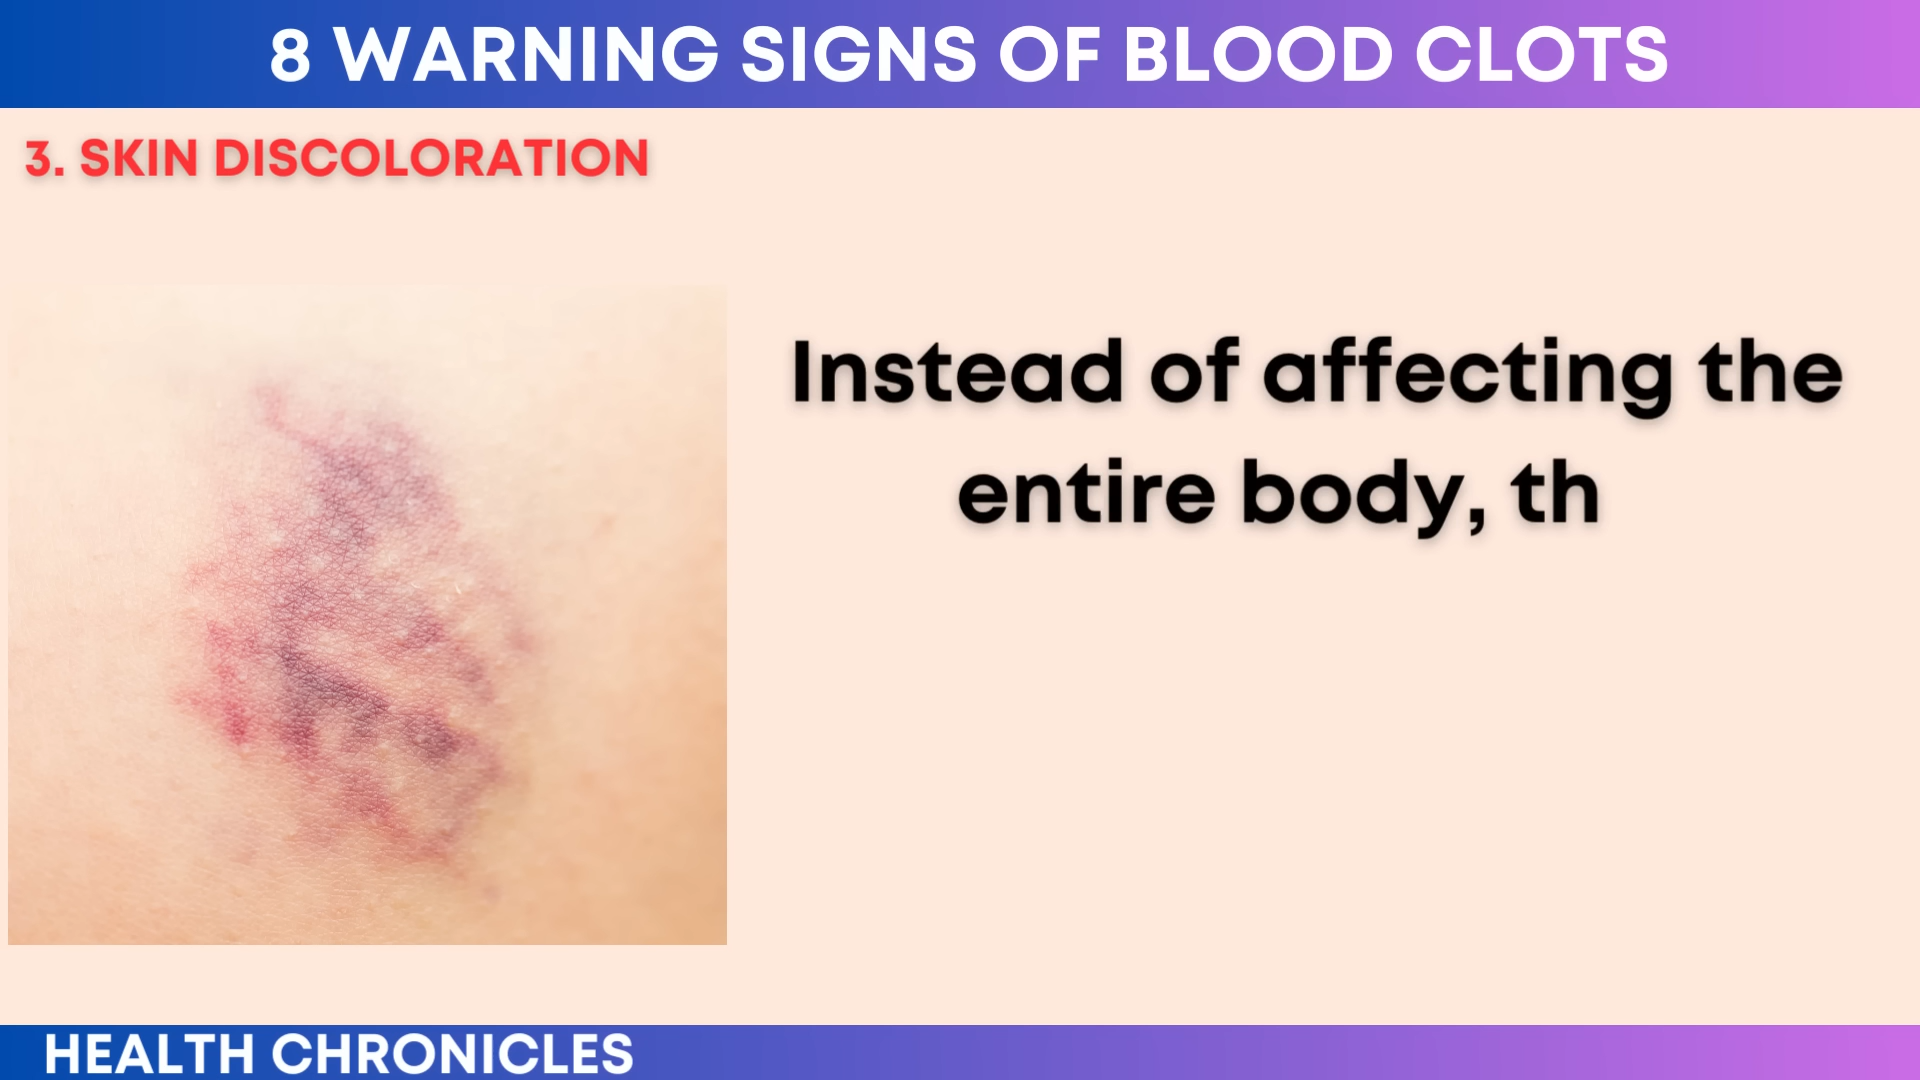 8 WARNING SIGNS OF BLOOD CLOTS
3. SKIN DISCOLORATION
Instead of affecting the
entire body, th
HEALTH CHRONICLES